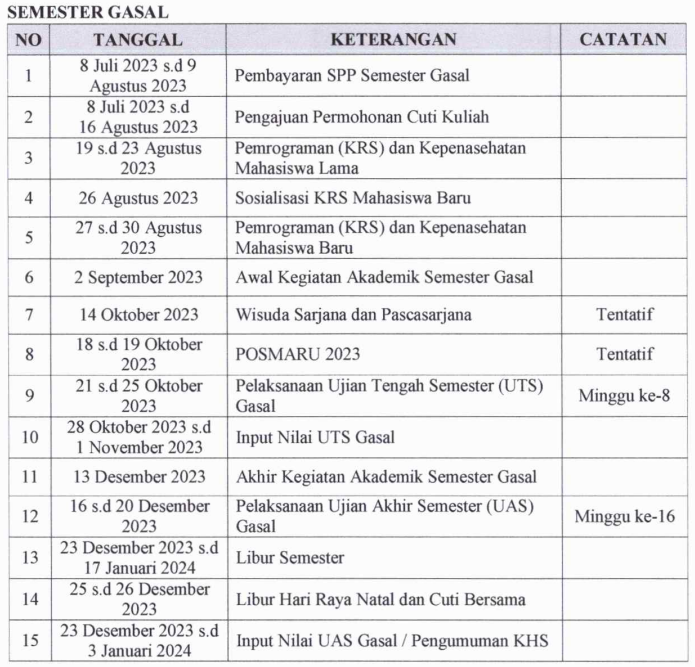 SEMESTER GASAL
NO TANGGAL KETERANGAN CATATAN
1 8 Juli 2023 s.d 9 Agustus 2023 Pembayaran SPP Semester Gasal
2 8 Juli 2023 s.d 16 Agustus 2023 Pengajuan Permohonan Cuti Kuliah
3 19 s.d 23 Agustus 2023 Pemrograman (KRS) dan Kepenasehatan Mahasiswa Lama
4 26 Agustus 2023 Sosialisasi KRS Mahasiswa Baru
5 27 s.d 30 Agustus 2023 Pemrograman (KRS) dan Kepenasehatan Mahasiswa Baru
6 2 September 2023 Awal Kegiatan Akademik Semester Gasal
7 14 Oktober 2023 Wisuda Sarjana dan Pascasarjana Tentatif
8 18 s.d 19 Oktober 2023 POSMARU 2023 Tentatif
9 21 s.d 25 Oktober 2023 Pelaksanaan Ujian Tengah Semester (UTS) Gasal Minggu ke-8
10 28 Oktober 2023 s.d 1 November 2023 Input Nilai UTS Gasal
11 13 Desember 2023 Akhir Kegiatan Akademik Semester Gasal
12 16 s.d 20 Desember 2023 Pelaksanaan Ujian Akhir Semester (UAS) Gasal Minggu ke-16
13 23 Desember 2023 s.d 17 Januari 2024 Libur Semester
14 25 s.d 26 Desember 2023 Libur Hari Raya Natal dan Cuti Bersama
15 23 Desember 2023 s.d 3 Januari 2024 Input Nilai UAS Gasal / Pengumuman KHS